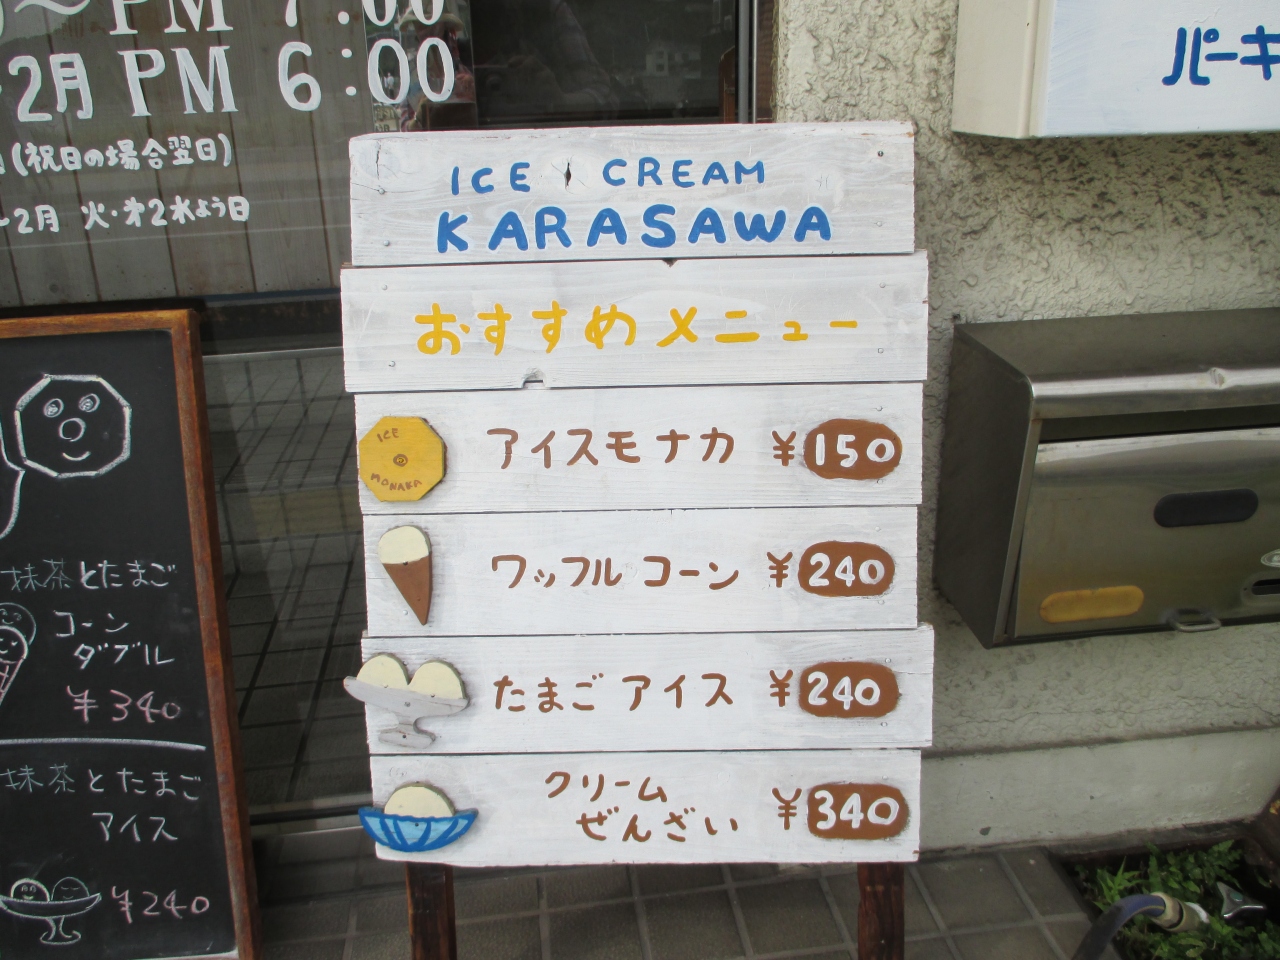 PM 7:00
2月 PM 6:00
(祝日の場合翌日)
~2月 火・第2水よう日
パーキ
ICE CREAM
KARASAWA
おすすめメニュー
ICE MONAKA
アイスモナカ ¥150
ワッフルコーン ¥240
たまごアイス ¥240
クリーム
ぜんざい ¥340
抹茶とたまご
コーン
ダブル
¥340
抹茶とたまご
アイス
¥240